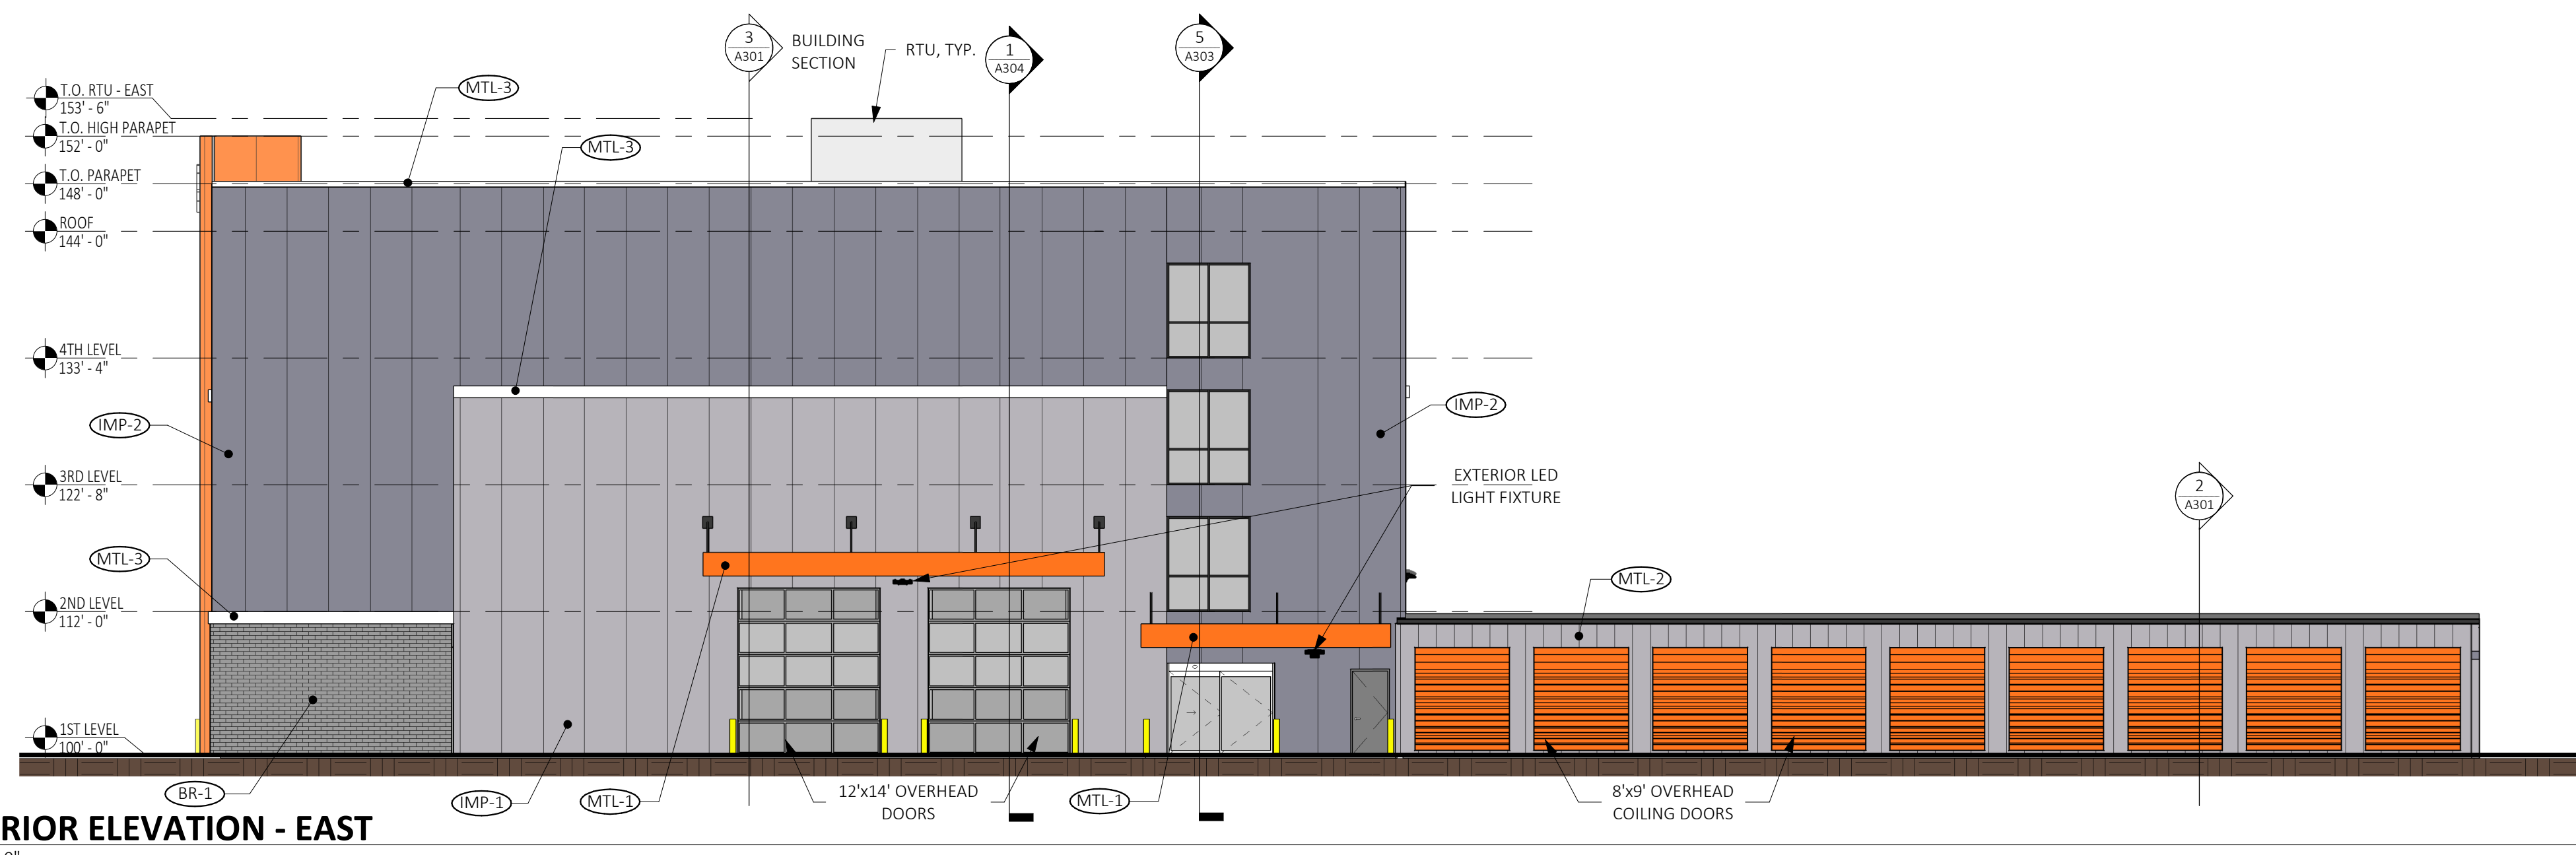 3
A301
BUILDING
SECTION
RTU, TYP.
1
A304
5
A303
T.O. RTU - EAST
153' - 6"
MTL-3
T.O. HIGH PARAPET
152' - 0"
MTL-3
T.O. PARAPET
148' - 0"
ROOF
144' - 0"
4TH LEVEL
133' - 4"
IMP-2
IMP-2
3RD LEVEL
122' - 8"
EXTERIOR LED
LIGHT FIXTURE
2
A301
MTL-3
MTL-2
2ND LEVEL
112' - 0"
1ST LEVEL
100' - 0"
BR-1
IMP-1
MTL-1
12'x14' OVERHEAD
DOORS
MTL-1
8'x9' OVERHEAD
COILING DOORS
RIOR ELEVATION - EAST
0"